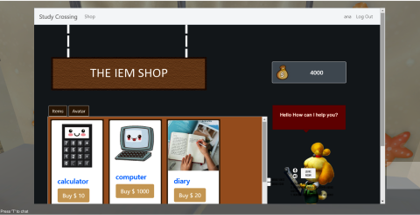 Study Crossing Shop Log Out
THE IEM SHOP
4000
Items Avatar
Hello How can I help you?
calculator computer diary
Buy $ 10 Buy $ 1000 Buy $ 20
Press "T" to chat